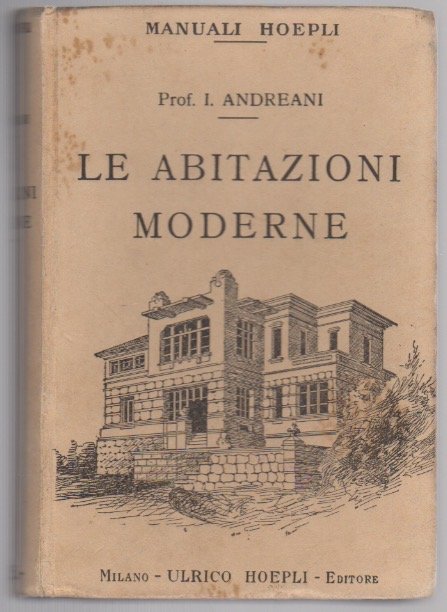 MANUALI HOEPLI
Prof. I. ANDREANI
LE ABITAZIONI
MODERNE
MILANO - ULRICO HOEPLI - EDITORE